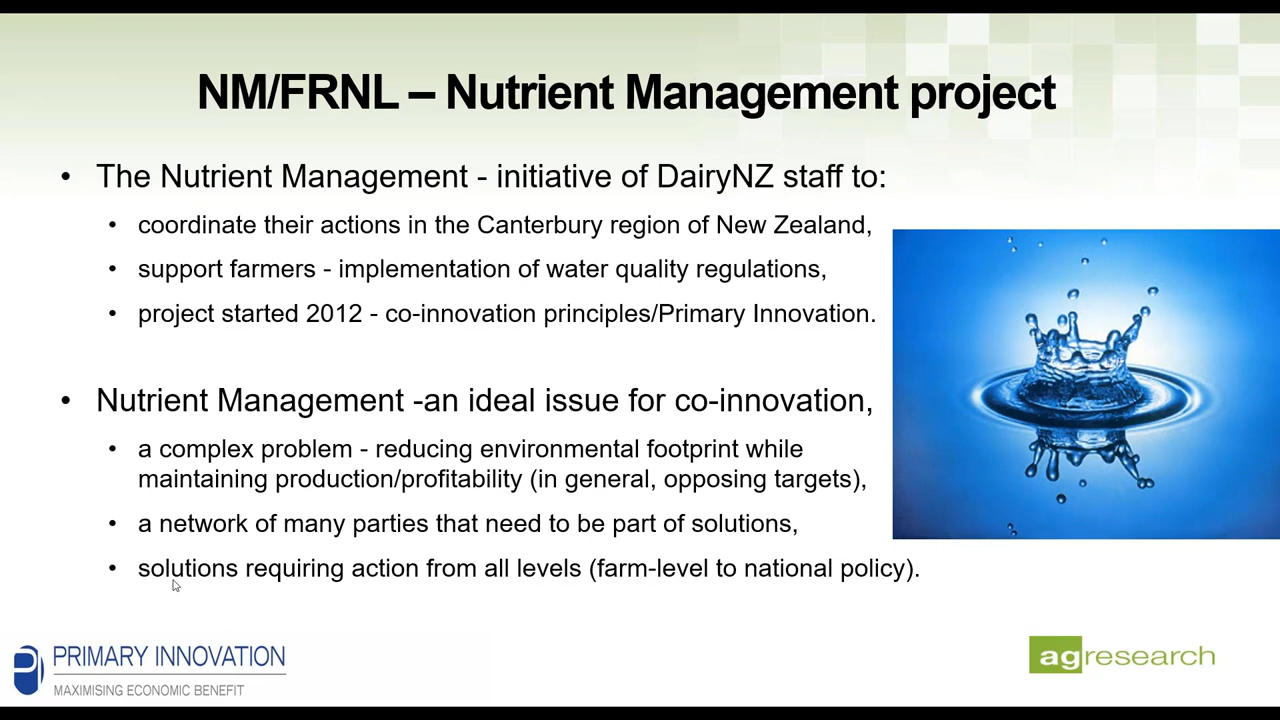 NM/FRNL – Nutrient Management project
• The Nutrient Management - initiative of DairyNZ staff to:
• coordinate their actions in the Canterbury region of New Zealand,
• support farmers - implementation of water quality regulations,
• project started 2012 - co-innovation principles/Primary Innovation.
• Nutrient Management -an ideal issue for co-innovation,
• a complex problem - reducing environmental footprint while
maintaining production/profitability (in general, opposing targets),
• a network of many parties that need to be part of solutions,
• solutions requiring action from all levels (farm-level to national policy).
PRIMARY INNOVATION
MAXIMISING ECONOMIC BENEFIT
agresearch